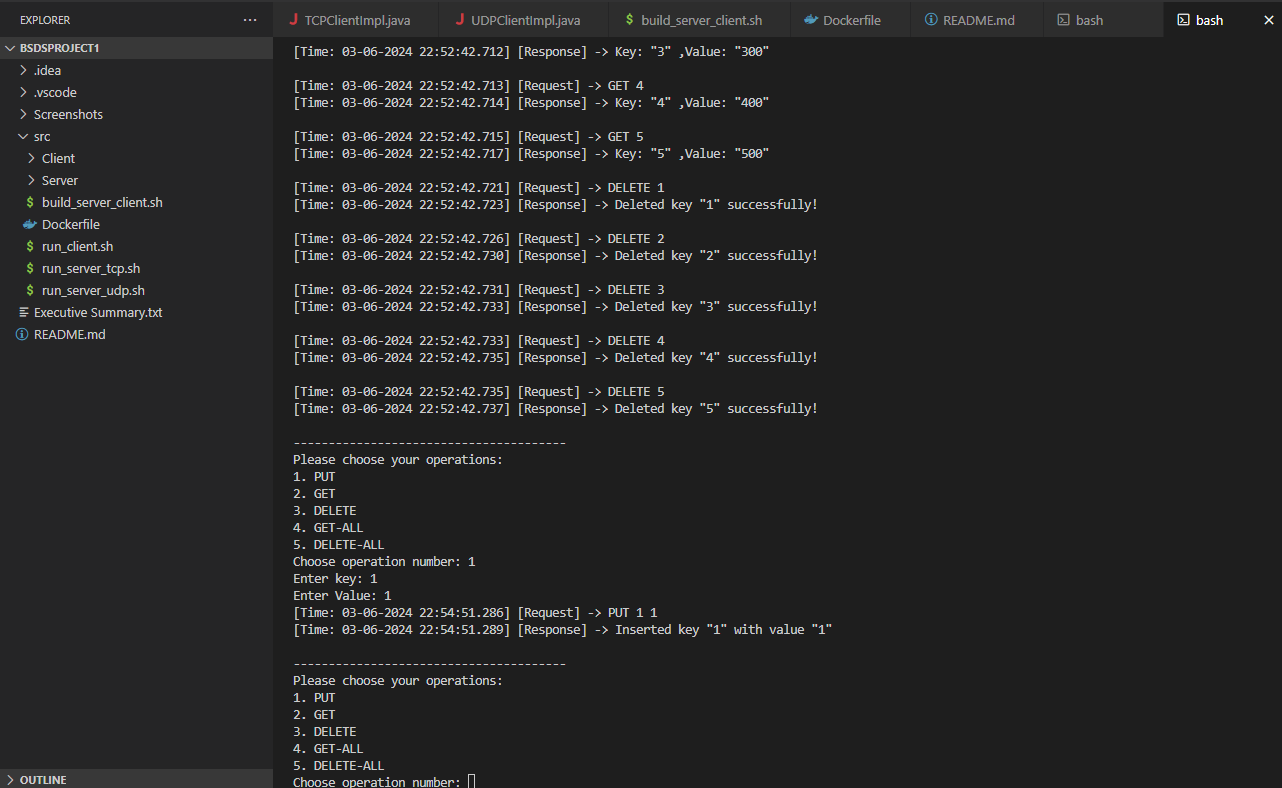 EXPLORER
BSDSPROJECT1
.idea
.vscode
Screenshots
src
Client
Server
build_server_client.sh
Dockerfile
run_client.sh
run_server_tcp.sh
run_server_udp.sh
Executive Summary.txt
README.md
OUTLINE
TCPClientImpl.java UDPClientImpl.java build_server_client.sh Dockerfile README.md bash bash
[Time: 03-06-2024 22:52:42.712] [Response] -> Key: "3" ,Value: "300"
[Time: 03-06-2024 22:52:42.713] [Request] -> GET 4
[Time: 03-06-2024 22:52:42.714] [Response] -> Key: "4" ,Value: "400"
[Time: 03-06-2024 22:52:42.715] [Request] -> GET 5
[Time: 03-06-2024 22:52:42.717] [Response] -> Key: "5" ,Value: "500"
[Time: 03-06-2024 22:52:42.721] [Request] -> DELETE 1
[Time: 03-06-2024 22:52:42.723] [Response] -> Deleted key "1" successfully!
[Time: 03-06-2024 22:52:42.726] [Request] -> DELETE 2
[Time: 03-06-2024 22:52:42.730] [Response] -> Deleted key "2" successfully!
[Time: 03-06-2024 22:52:42.731] [Request] -> DELETE 3
[Time: 03-06-2024 22:52:42.733] [Response] -> Deleted key "3" successfully!
[Time: 03-06-2024 22:52:42.733] [Request] -> DELETE 4
[Time: 03-06-2024 22:52:42.735] [Response] -> Deleted key "4" successfully!
[Time: 03-06-2024 22:52:42.735] [Request] -> DELETE 5
[Time: 03-06-2024 22:52:42.737] [Response] -> Deleted key "5" successfully!
---------------------------------------
Please choose your operations:
1. PUT
2. GET
3. DELETE
4. GET-ALL
5. DELETE-ALL
Choose operation number: 1
Enter key: 1
Enter Value: 1
[Time: 03-06-2024 22:54:51.286] [Request] -> PUT 1 1
[Time: 03-06-2024 22:54:51.289] [Response] -> Inserted key "1" with value "1"
---------------------------------------
Please choose your operations:
1. PUT
2. GET
3. DELETE
4. GET-ALL
5. DELETE-ALL
Choose operation number: